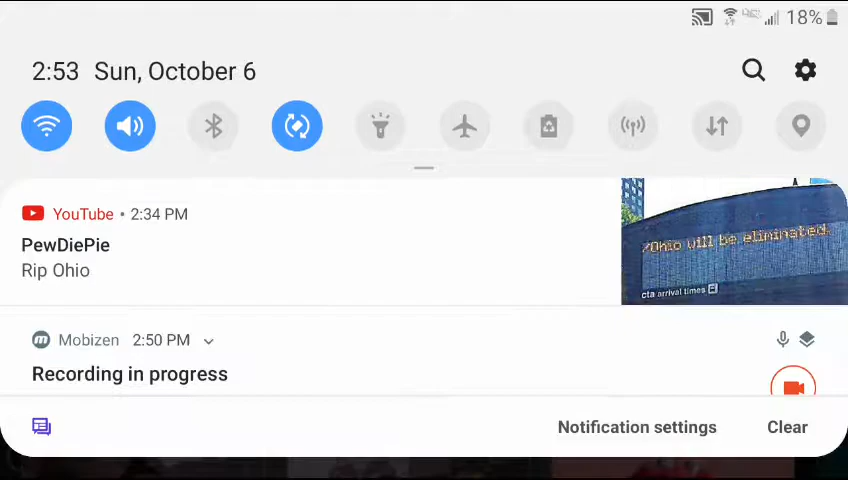 18%
2:53 Sun, October 6
YouTube • 2:34 PM
PewDiePie
Rip Ohio
/Ohio will be eliminated.
cta arrival times
Mobizen 2:50 PM
Recording in progress
Notification settings Clear